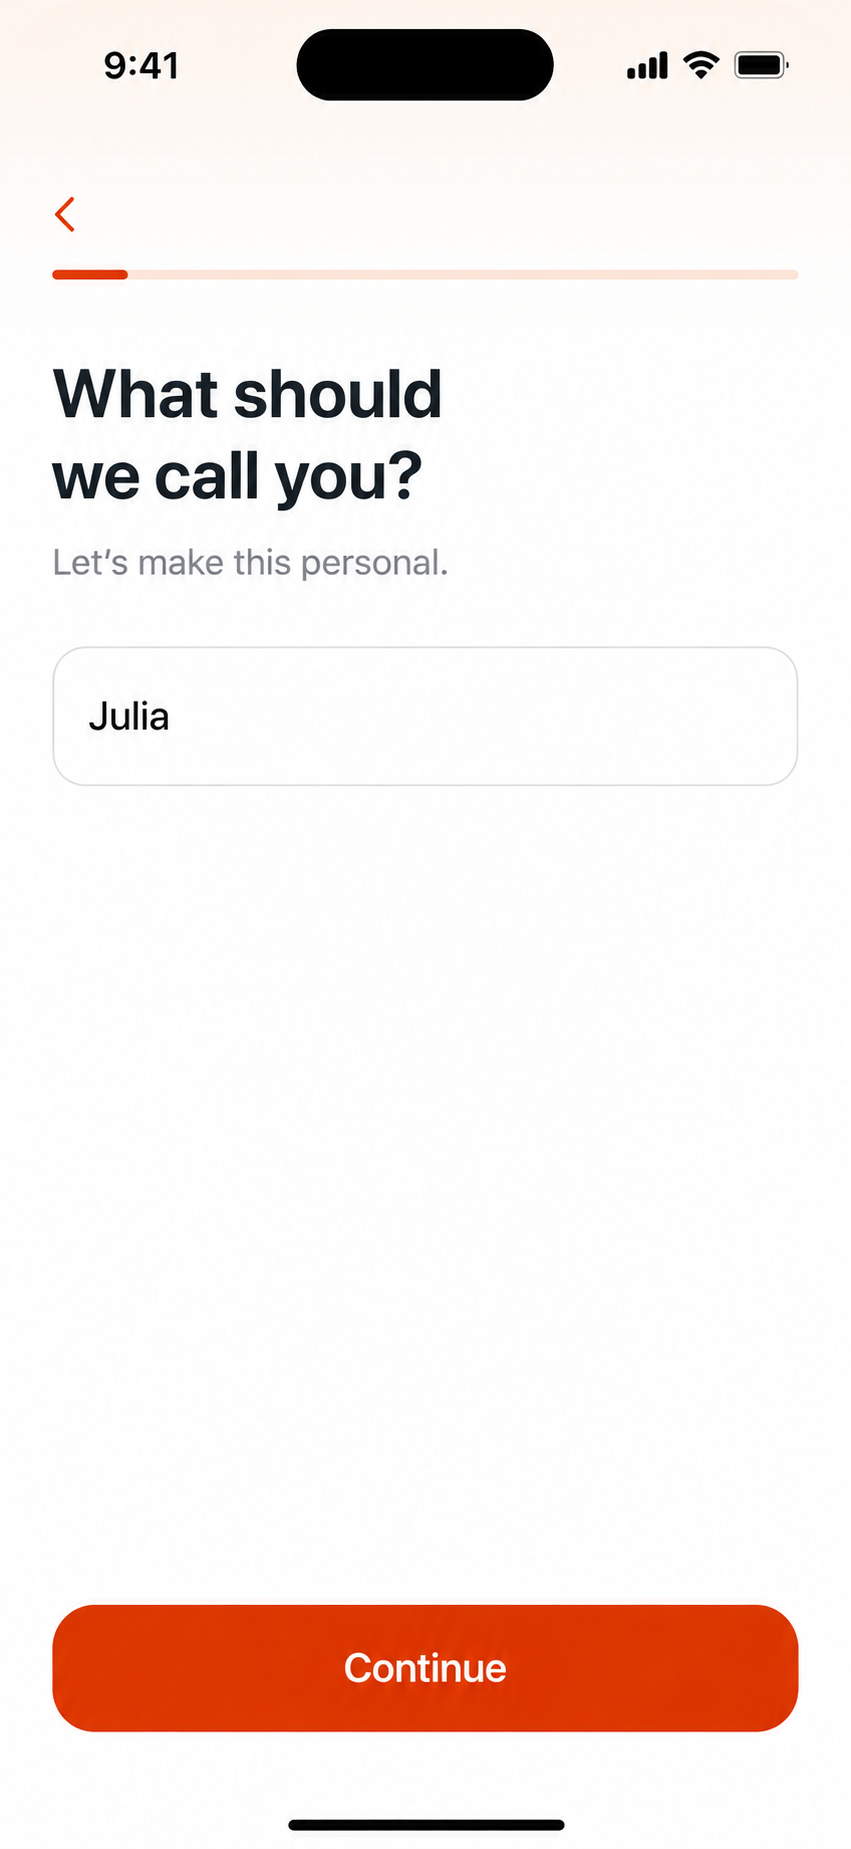 9:41
What should
we call you?
Let’s make this personal.
Julia
Continue